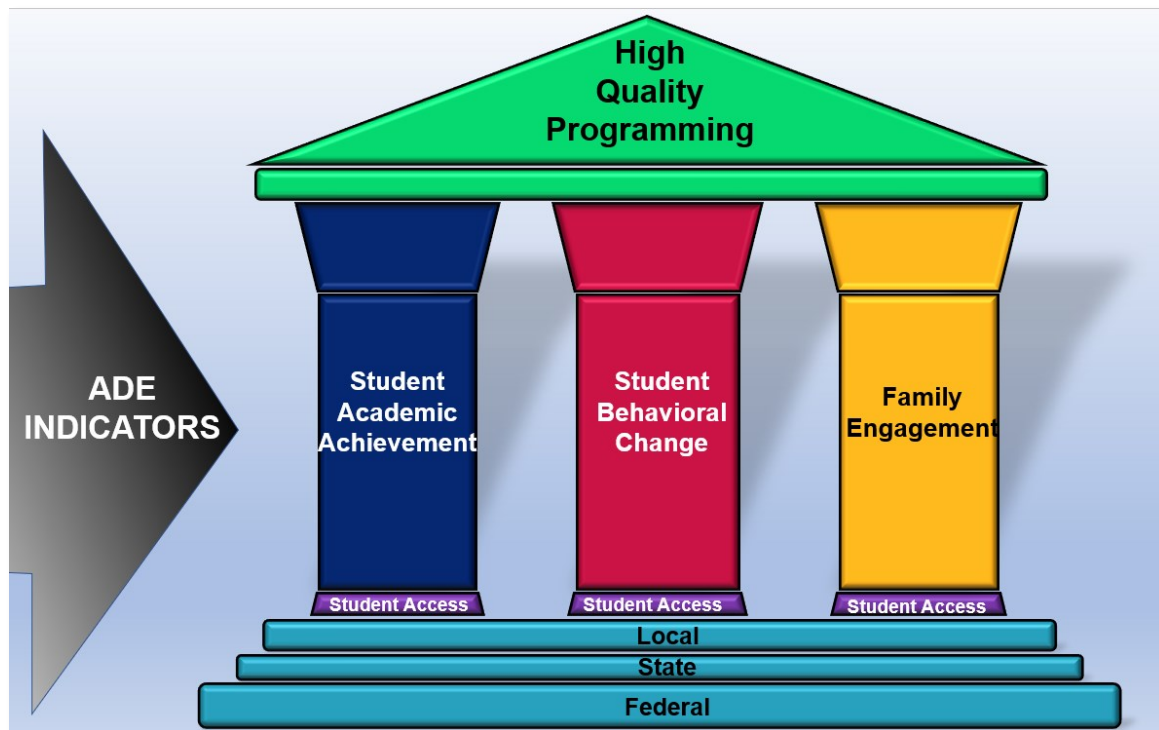 High
Quality
Programming
ADE
INDICATORS
Student
Academic
Achievement
Student
Behavioral
Change
Family
Engagement
Student Access
Student Access
Student Access
Local
State
Federal